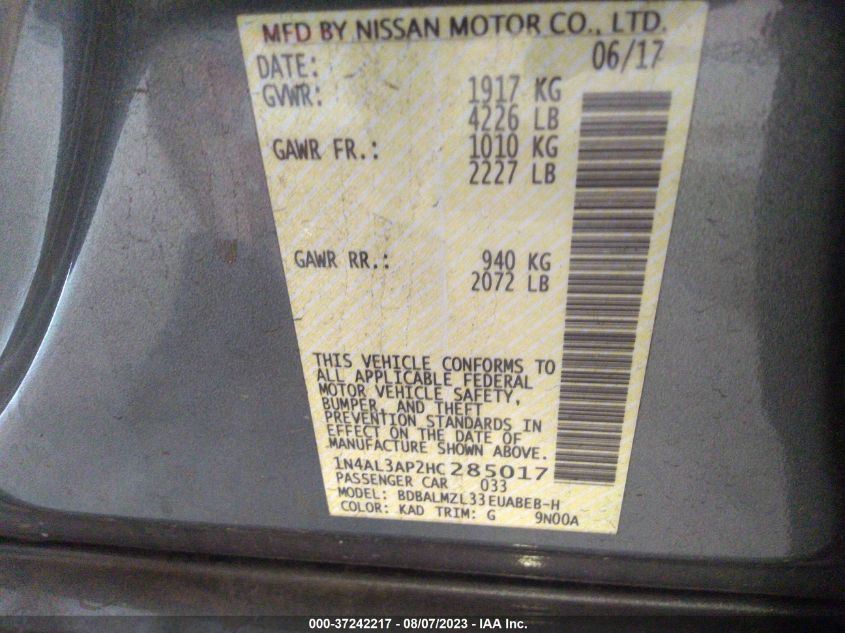 MFD BY NISSAN MOTOR CO., LTD.
DATE: 06/17
GVWR: 1917 KG
4226 LB
GAWR FR.: 1010 KG
2227 LB
GAWR RR.: 940 KG
2072 LB
THIS VEHICLE CONFORMS TO
ALL APPLICABLE FEDERAL
MOTOR VEHICLE SAFETY,
BUMPER, AND THEFT
PREVENTION STANDARDS IN
EFFECT ON THE DATE OF
MANUFACTURE SHOWN ABOVE.
1N4AL3AP2HC285017
PASSENGER CAR 033
MODEL: BDBALMZL33EUABEB-H
COLOR: KAD TRIM: G 9N00A
000-37242217 - 08/07/2023 - IAA Inc.